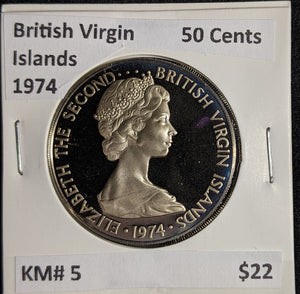 British Virgin Islands 1974
50 Cents
ELIZABETH THE SECOND
BRITISH VIRGIN ISLANDS
· 1974 ·
KM# 5
$22